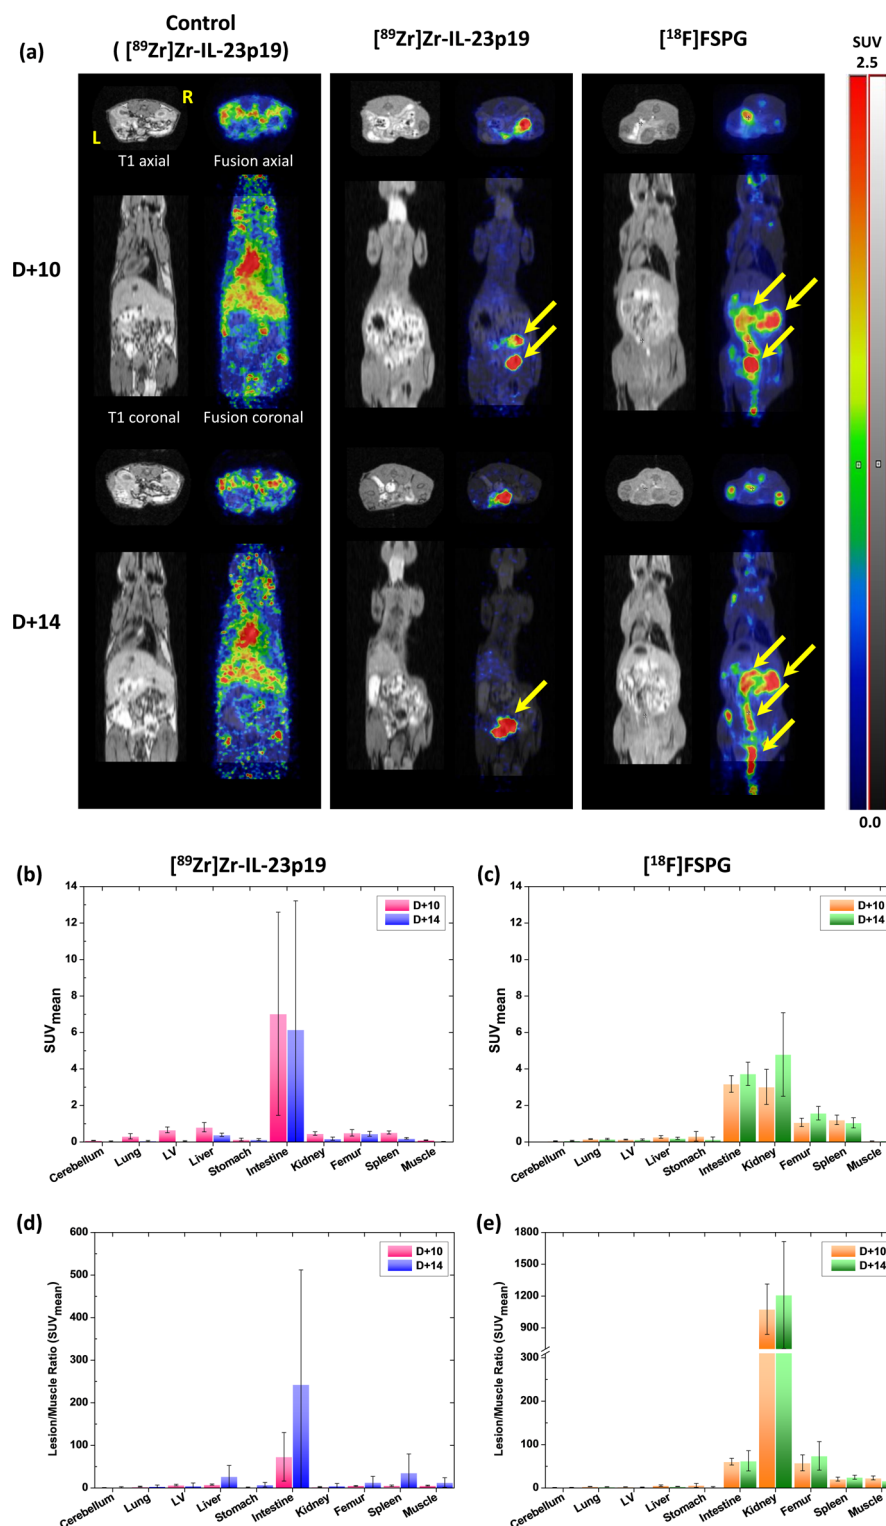 (a)
Control
( [⁸⁹Zr]Zr-IL-23p19)
[⁸⁹Zr]Zr-IL-23p19
[¹⁸F]FSPG
SUV
2.5
R
L
T1 axial
Fusion axial
D+10
T1 coronal
Fusion coronal
D+14
0.0
(b)
[⁸⁹Zr]Zr-IL-23p19
14
12
10
8
6
4
2
0
SUVmean
D+10
D+14
Cerebellum
Lung
LV
Liver
Stomach
Intestine
Kidney
Femur
Spleen
Muscle
(c)
[¹⁸F]FSPG
14
12
10
8
6
4
2
0
SUVmean
D+10
D+14
Cerebellum
Lung
LV
Liver
Stomach
Intestine
Kidney
Femur
Spleen
Muscle
(d)
600
500
400
300
200
100
0
Lesion/Muscle Ratio (SUVmean)
D+10
D+14
Cerebellum
Lung
LV
Liver
Stomach
Intestine
Kidney
Femur
Spleen
Muscle
(e)
1800
1500
1200
900
300
200
100
0
Lesion/Muscle Ratio (SUVmean)
D+10
D+14
Cerebellum
Lung
LV
Liver
Stomach
Intestine
Kidney
Femur
Spleen
Muscle